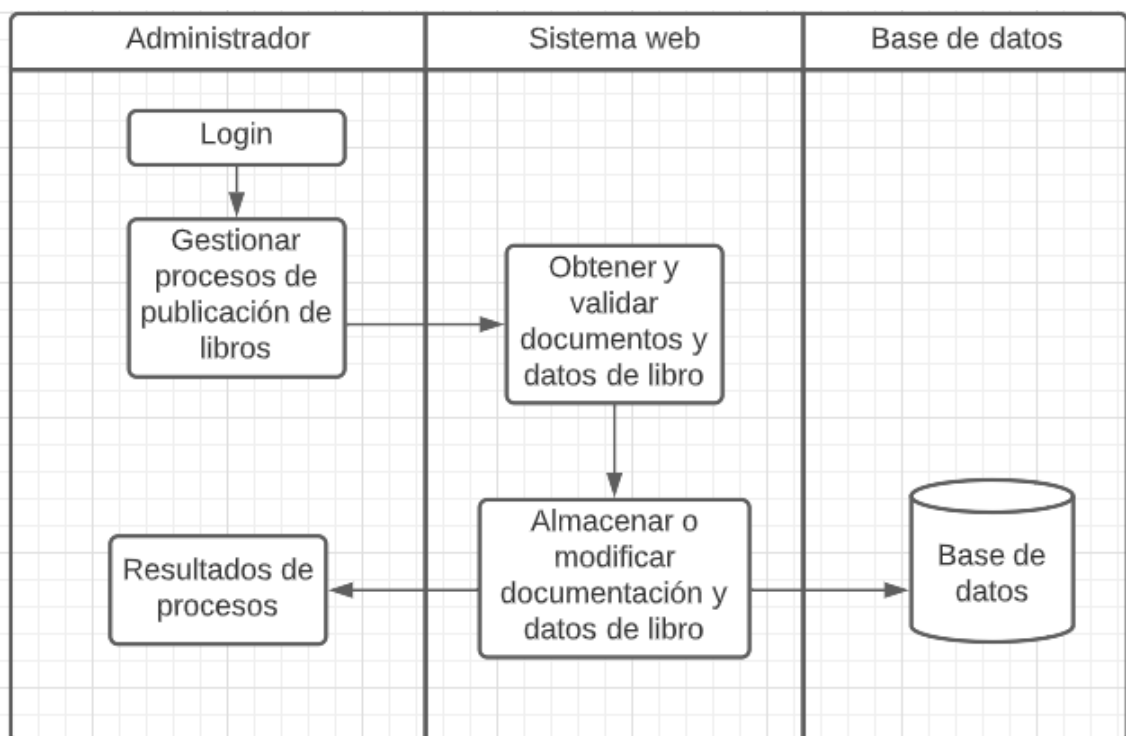 Administrador
Sistema web
Base de datos
Login
Gestionar
procesos de
publicación de
libros
Obtener y
validar
documentos y
datos de libro
Almacenar o
modificar
documentación y
datos de libro
Resultados de
procesos
Base de
datos